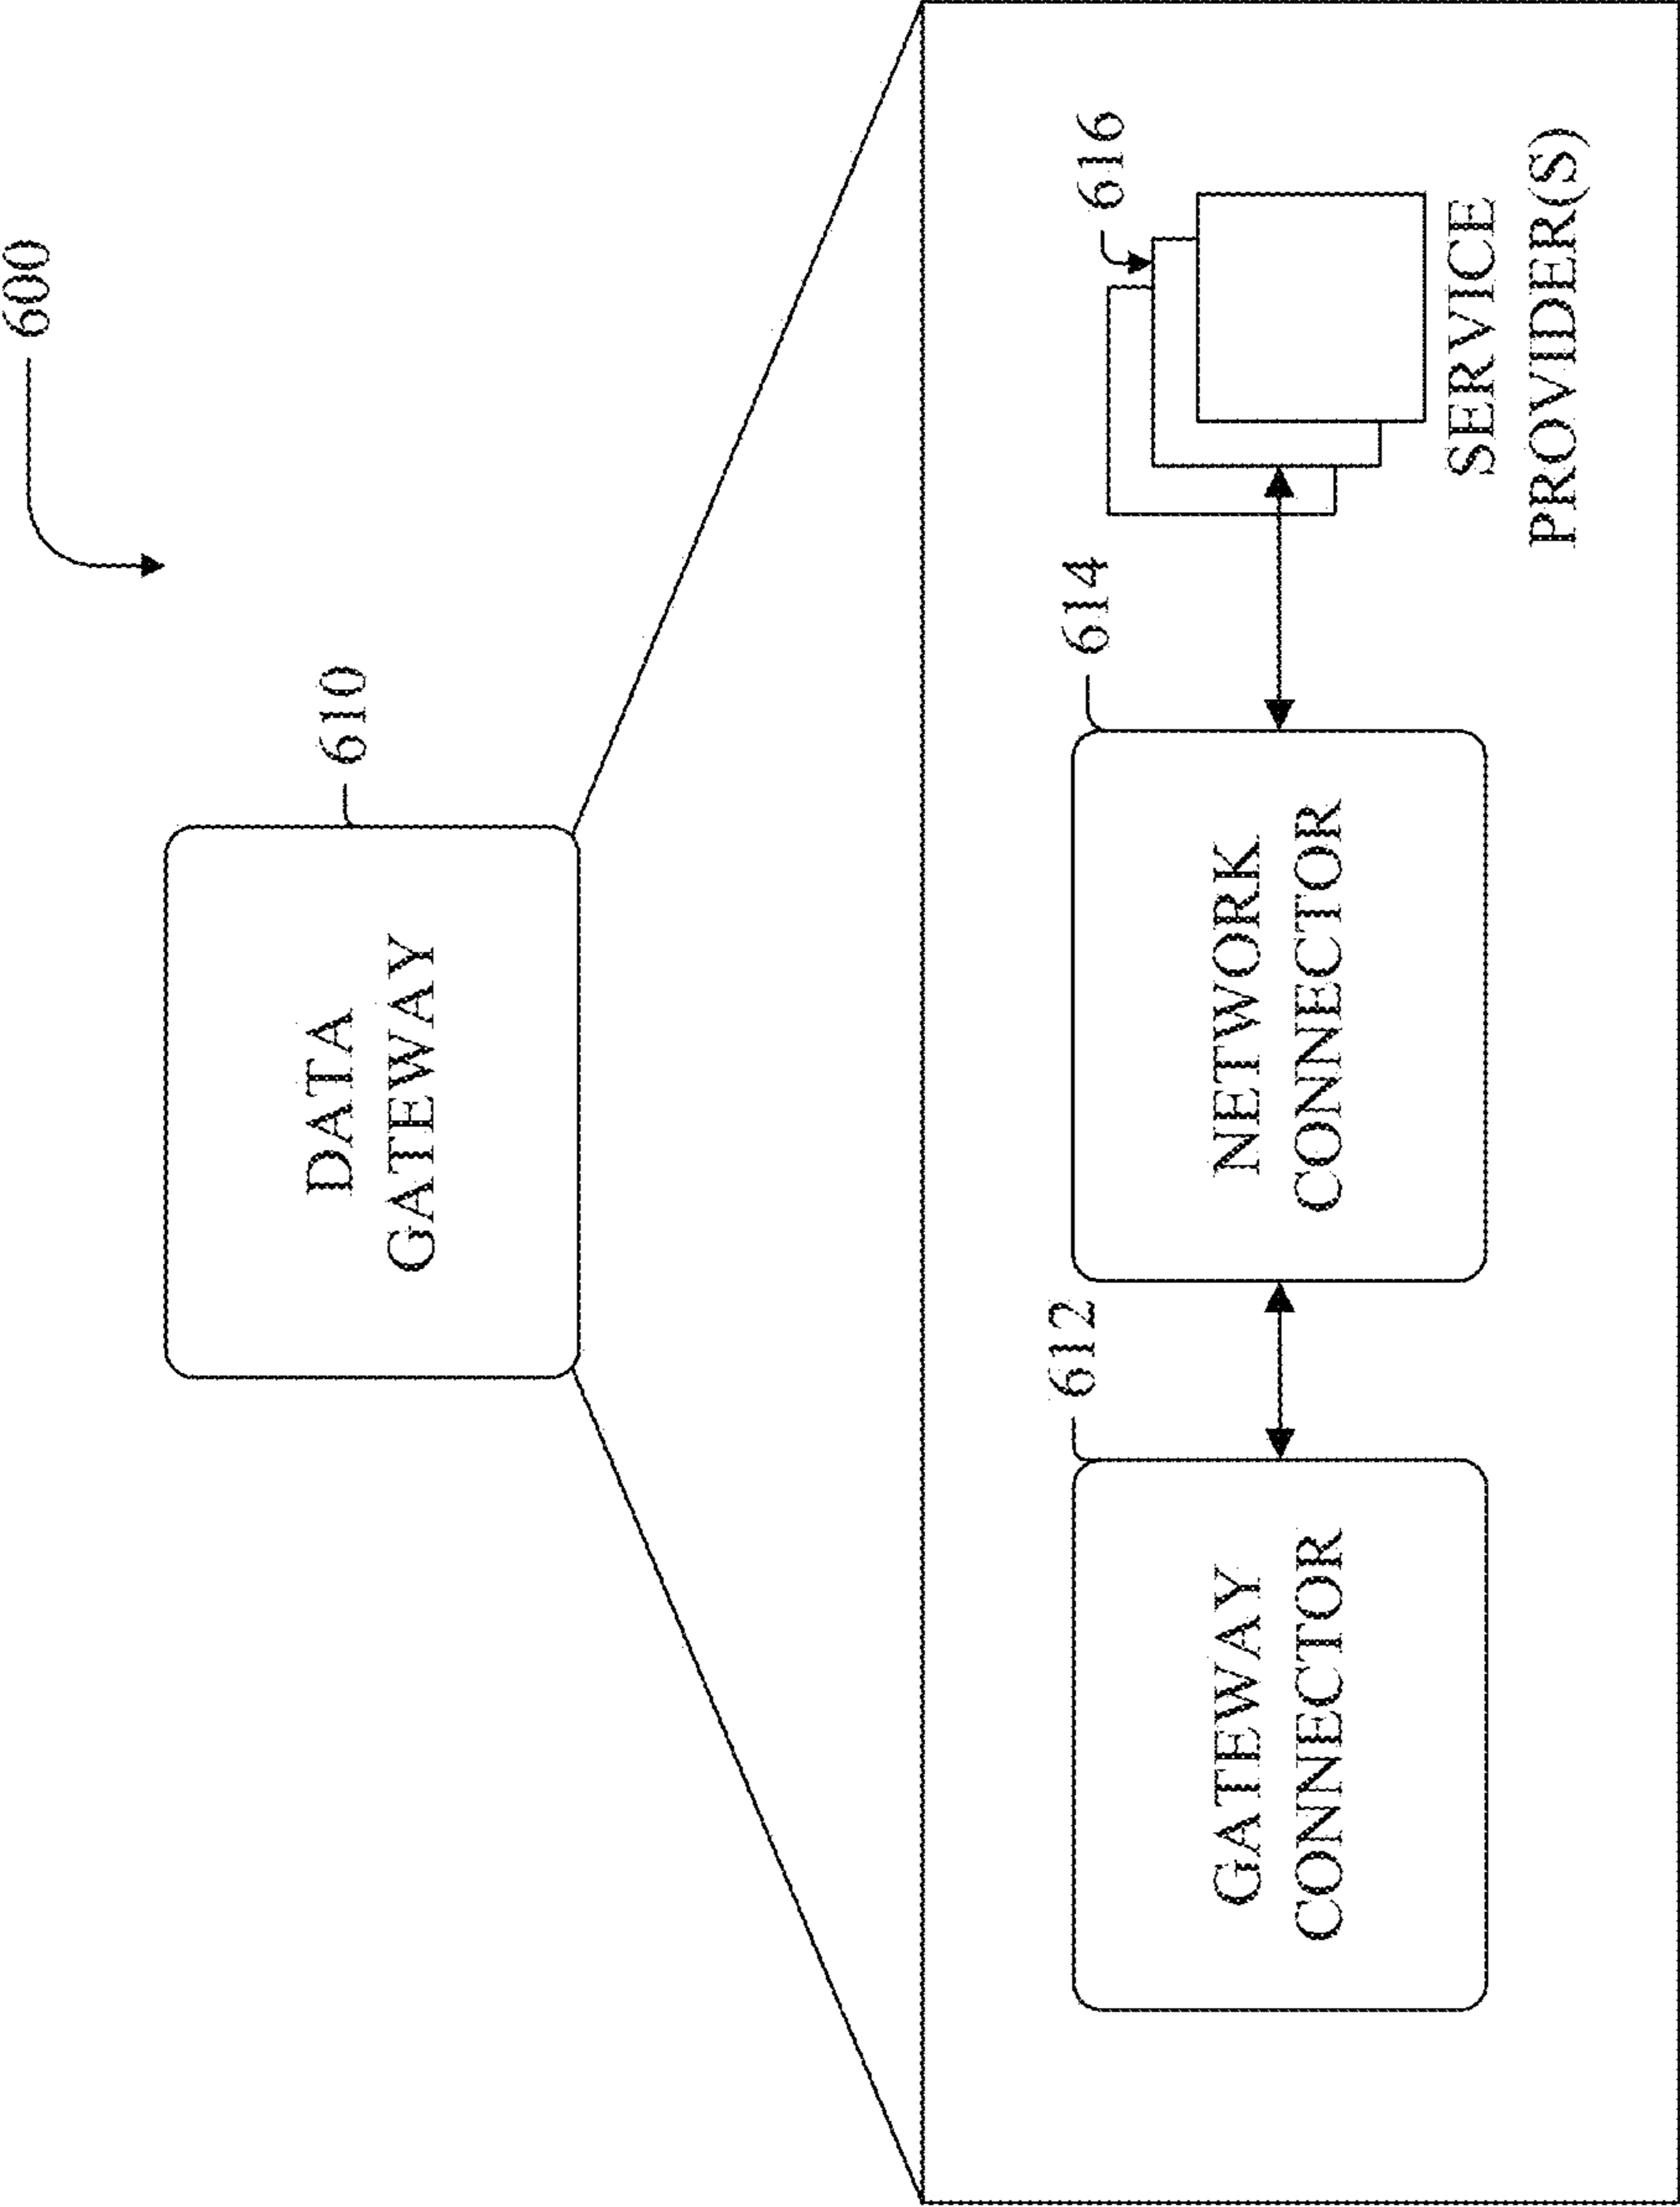 600
610
DATA
GATEWAY
612
614
616
GATEWAY
CONNECTOR
NETWORK
CONNECTOR
SERVICE
PROVIDER(S)